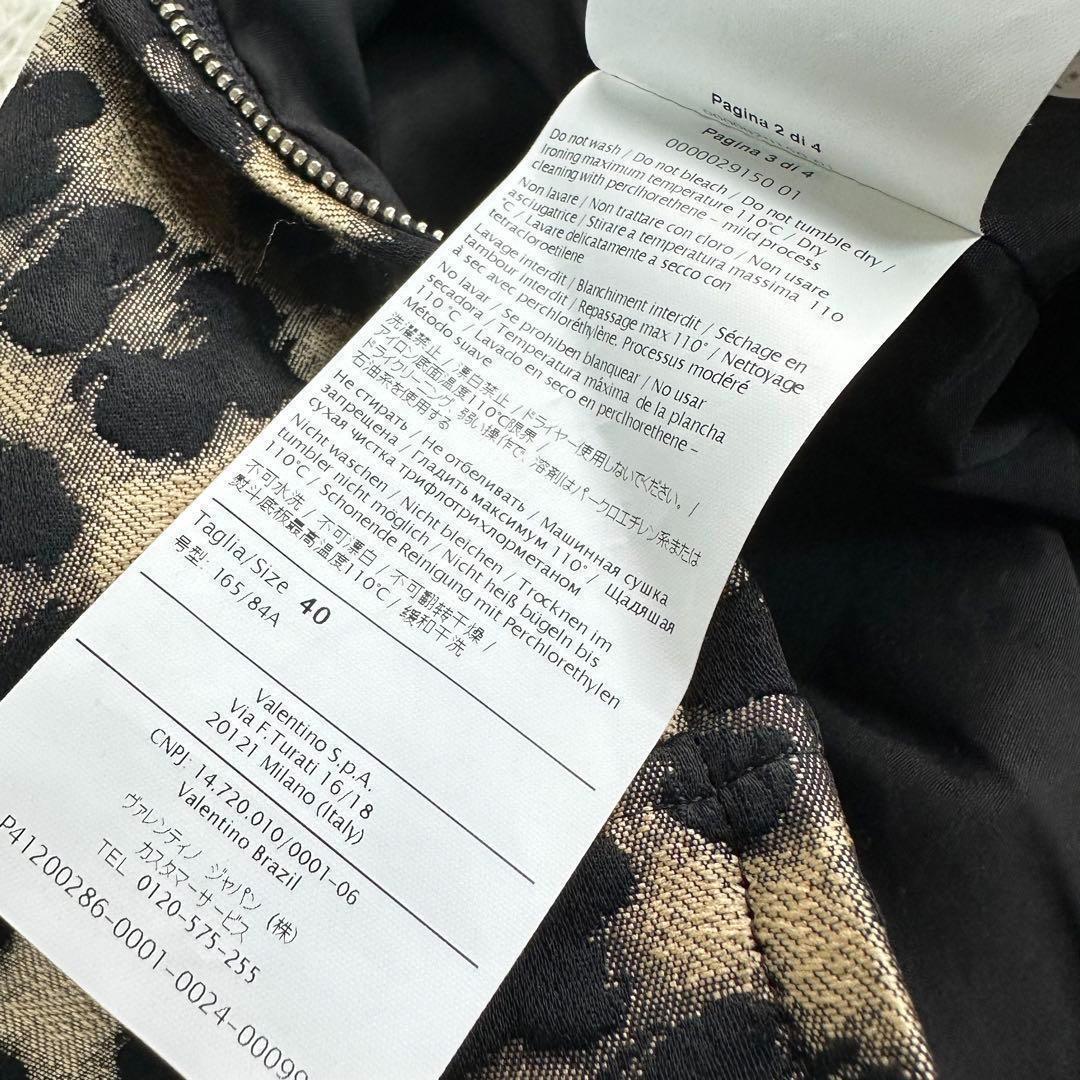 Pagina 2 di 4
Pagina 3 di 4
0000029150 01
Do not wash / Do not bleach / Do not tumble dry /
Ironing maximum temperature 110°C / Dry
cleaning with perclhorethene – mild process
Non lavare / Non trattare con cloro / Non usare
asciugatrice / Stirare a temperatura massima 110
°C / Lavare delicatamente a secco con
tetracloroetilene
Lavage interdit / Blanchiment interdit / Séchage en
tambour interdit / Repassage max 110° / Nettoyage
a sec avec perchloréthylène. Processus modéré
No lavar / Se prohiben blanquear / No usar
secadora / Temperatura máxima de la plancha
110 °C / Lavado en seco en perclhorethene –
Método suave
洗濯禁止 / 漂白禁止 / ドライヤー使用しないでください。 /
アイロン底面温度110℃限界 /
ドライクリーニング；弱い操作で、溶剤はパークロエチレン系または
石油系を使用する
Не стирать / Не отбеливать / Машинная сушка
запрещена / Гладить максимум 110° / Щадящая
сухая чистка трифлотрихлорметаном
Nicht waschen / Nicht bleichen / Trocknen im
tumbler nicht möglich / Nicht heiß bügeln bis
110°C / Schonende Reinigung mit Perchlorethylen
不可水洗 / 不可漂白 / 不可翻转干燥 /
熨斗底板最高温度110℃ / 缓和干洗
Taglia/Size 40
号型: 165/84A
Valentino S.p.A.
Via F.Turati 16/18
20121 Milano (Italy)
CNPJ: 14.720.010/0001-06
Valentino Brazil
ヴァレンティノ ジャパン (株)
カスタマーサービス
TEL 0120-575-255
P41200286-0001-0024-00099